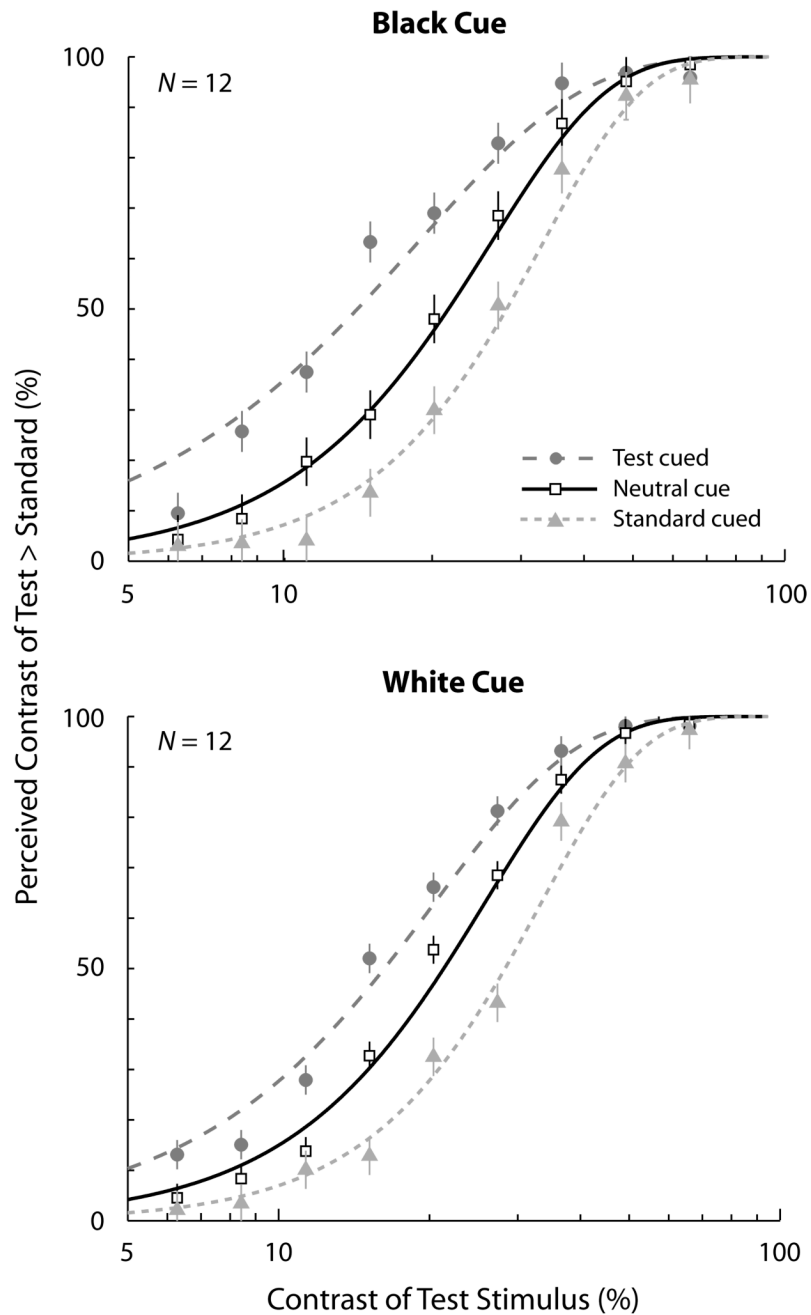 Black Cue
100
N = 12
50
Test cued
Neutral cue
Standard cued
0
5
10
100
Perceived Contrast of Test > Standard (%)
White Cue
100
N = 12
50
0
5
10
100
Contrast of Test Stimulus (%)